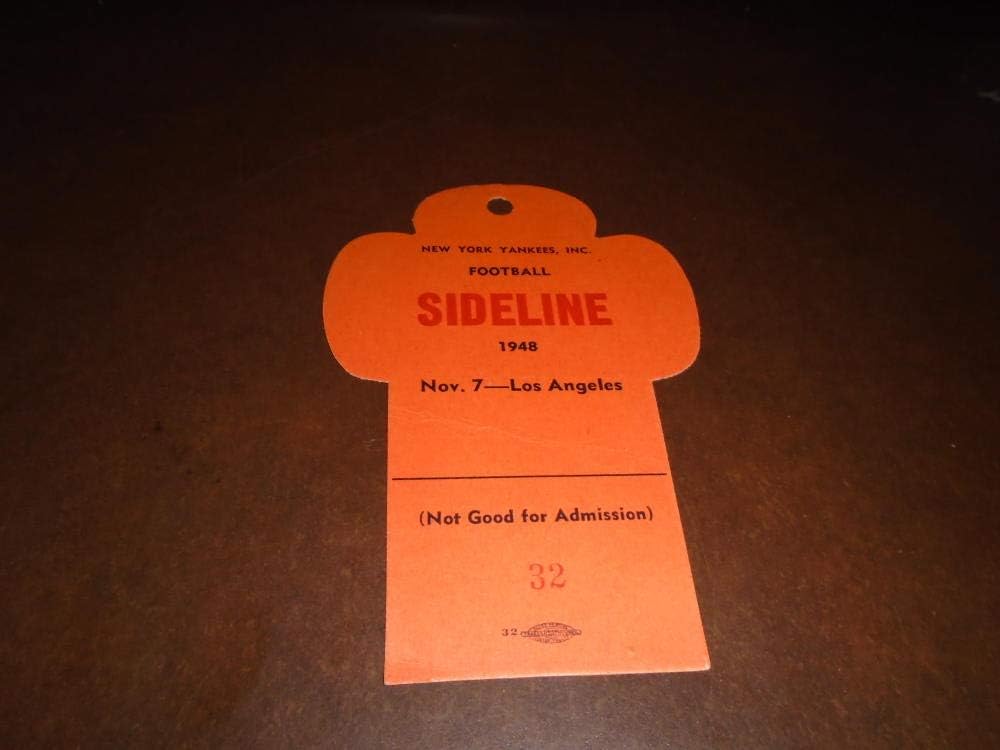 NEW YORK YANKEES, INC.
FOOTBALL
SIDELINE
1948
Nov. 7—Los Angeles
(Not Good for Admission)
32
32